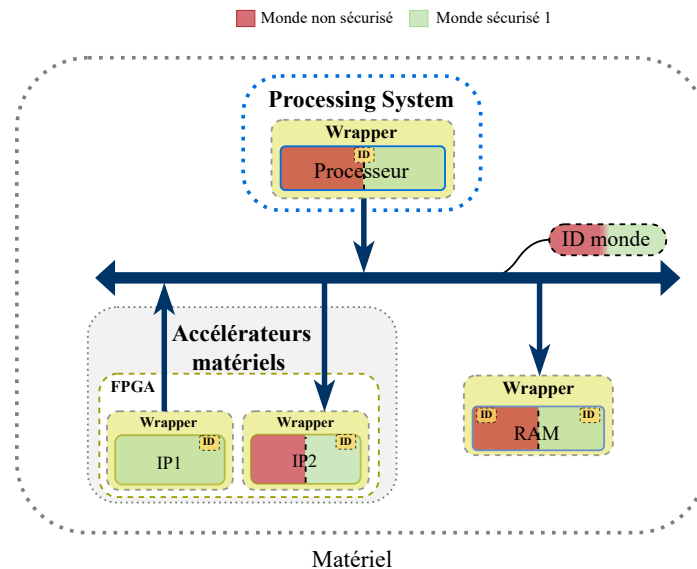 Monde non sécurisé
Monde sécurisé 1
Processing System
Wrapper
ID
Processeur
ID monde
Accélérateurs
matériels
FPGA
Wrapper
ID
IP1
Wrapper
ID
IP2
Wrapper
ID
ID
RAM
Matériel